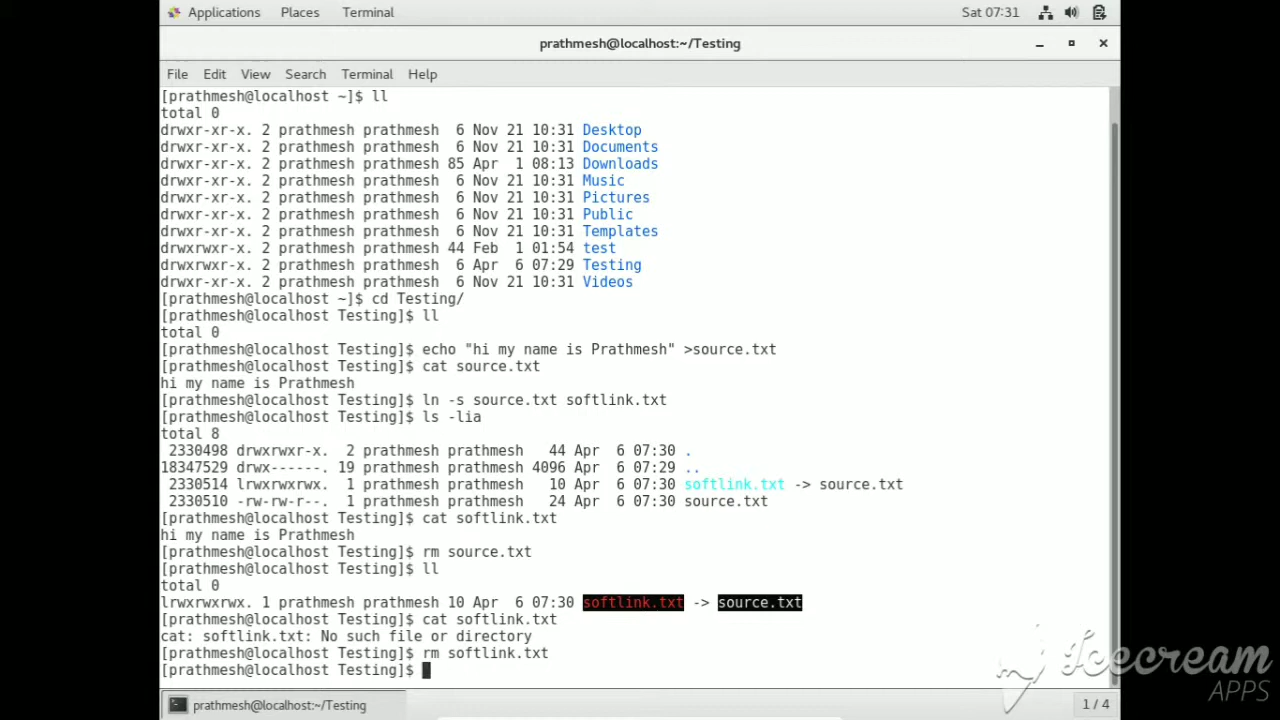 Applications Places Terminal Sat 07:31
prathmesh@localhost:~/Testing
File Edit View Search Terminal Help
[prathmesh@localhost ~]$ ll
total 0
drwxr-xr-x. 2 prathmesh prathmesh  6 Nov 21 10:31 Desktop
drwxr-xr-x. 2 prathmesh prathmesh  6 Nov 21 10:31 Documents
drwxr-xr-x. 2 prathmesh prathmesh 85 Apr  1 08:13 Downloads
drwxr-xr-x. 2 prathmesh prathmesh  6 Nov 21 10:31 Music
drwxr-xr-x. 2 prathmesh prathmesh  6 Nov 21 10:31 Pictures
drwxr-xr-x. 2 prathmesh prathmesh  6 Nov 21 10:31 Public
drwxr-xr-x. 2 prathmesh prathmesh  6 Nov 21 10:31 Templates
drwxrwxr-x. 2 prathmesh prathmesh 44 Feb  1 01:54 test
drwxrwxr-x. 2 prathmesh prathmesh  6 Apr  6 07:29 Testing
drwxr-xr-x. 2 prathmesh prathmesh  6 Nov 21 10:31 Videos
[prathmesh@localhost ~]$ cd Testing/
[prathmesh@localhost Testing]$ ll
total 0
[prathmesh@localhost Testing]$ echo "hi my name is Prathmesh" >source.txt
[prathmesh@localhost Testing]$ cat source.txt
hi my name is Prathmesh
[prathmesh@localhost Testing]$ ln -s source.txt softlink.txt
[prathmesh@localhost Testing]$ ls -lia
total 8
 2330498 drwxrwxr-x.  2 prathmesh prathmesh   44 Apr  6 07:30 .
18347529 drwx------. 19 prathmesh prathmesh 4096 Apr  6 07:29 ..
 2330514 lrwxrwxrwx.  1 prathmesh prathmesh   10 Apr  6 07:30 softlink.txt -> source.txt
 2330510 -rw-rw-r--.  1 prathmesh prathmesh   24 Apr  6 07:30 source.txt
[prathmesh@localhost Testing]$ cat softlink.txt
hi my name is Prathmesh
[prathmesh@localhost Testing]$ rm source.txt
[prathmesh@localhost Testing]$ ll
total 0
lrwxrwxrwx. 1 prathmesh prathmesh 10 Apr  6 07:30 softlink.txt -> source.txt
[prathmesh@localhost Testing]$ cat softlink.txt
cat: softlink.txt: No such file or directory
[prathmesh@localhost Testing]$ rm softlink.txt
[prathmesh@localhost Testing]$
Icecream
APPS
prathmesh@localhost:~/Testing 1 / 4